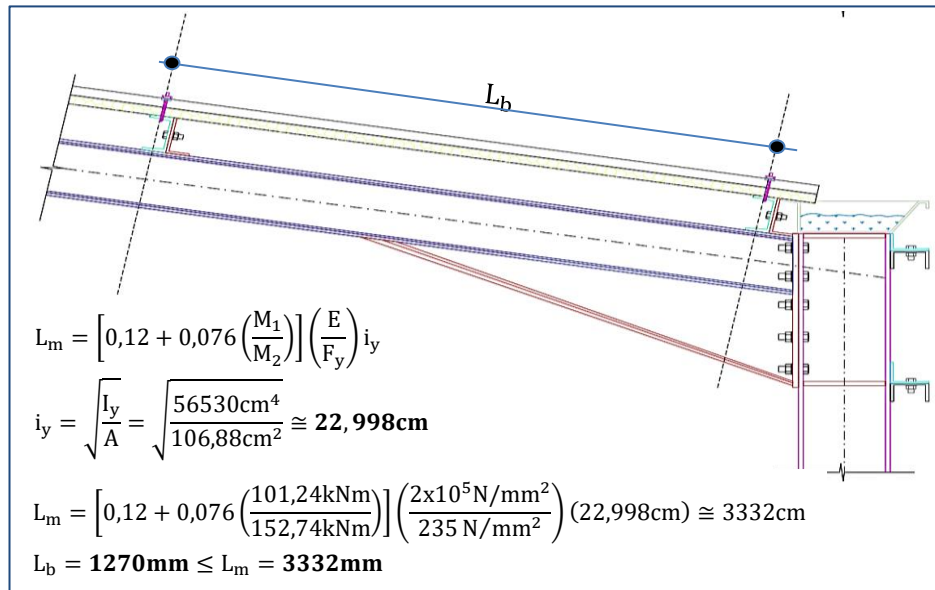 L_b
L_m = [0,12 + 0,076 (M_1/M_2)] (E/F_y) i_y
i_y = √(I_y/A) = √(56530cm⁴/106,88cm²) ≅ 22,998cm
L_m = [0,12 + 0,076 (101,24kNm/152,74kNm)] (2x10⁵N/mm²/235 N/mm²) (22,998cm) ≅ 3332cm
L_b = 1270mm ≤ L_m = 3332mm